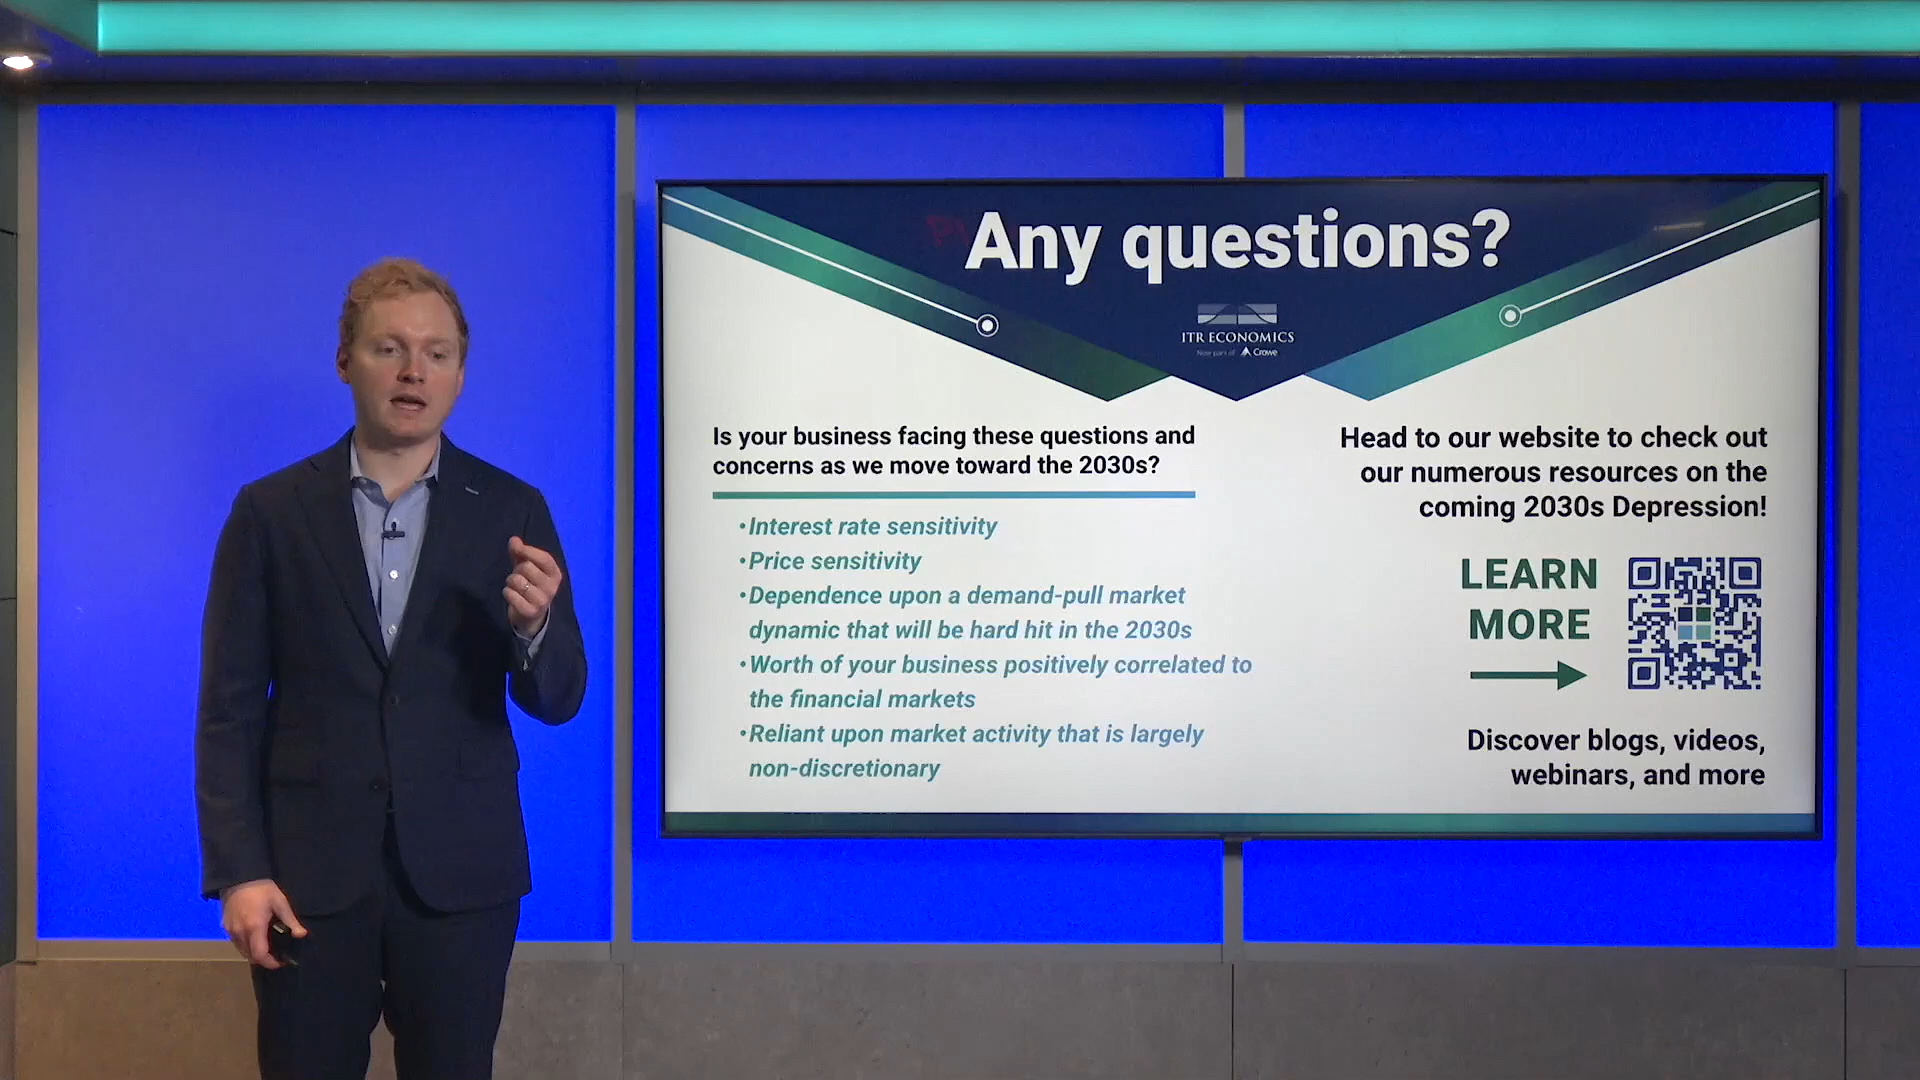 Any questions?
ITR ECONOMICS
Now part of Crowe
Is your business facing these questions and
concerns as we move toward the 2030s?
•Interest rate sensitivity
•Price sensitivity
•Dependence upon a demand-pull market
dynamic that will be hard hit in the 2030s
•Worth of your business positively correlated to
the financial markets
•Reliant upon market activity that is largely
non-discretionary
Head to our website to check out
our numerous resources on the
coming 2030s Depression!
LEARN
MORE
Discover blogs, videos,
webinars, and more